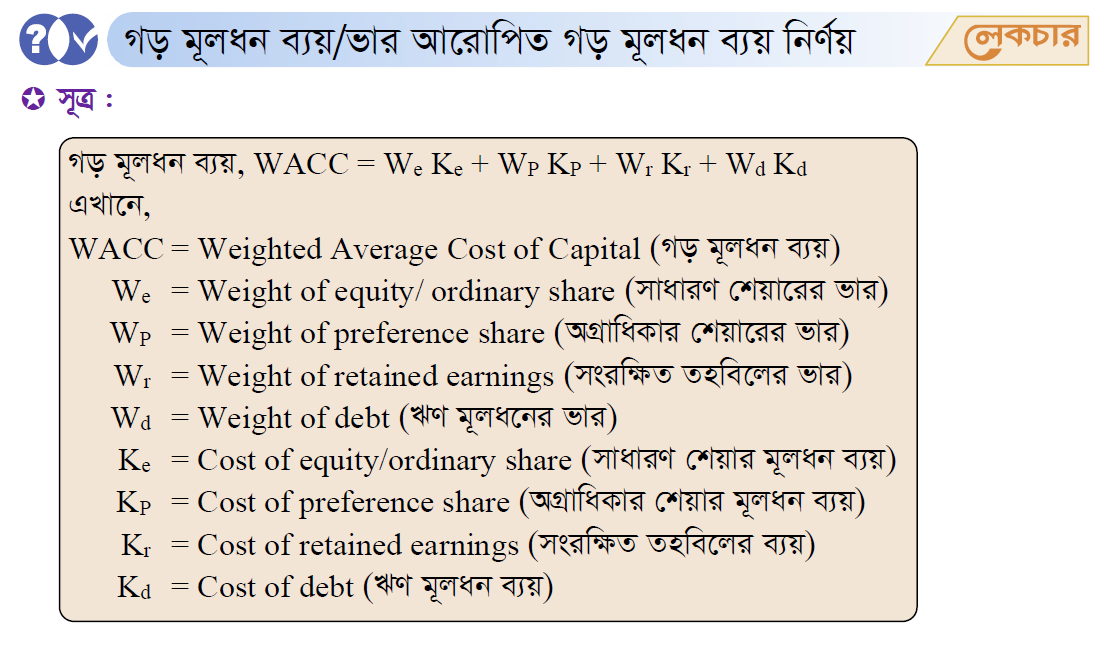 গড় মূলধন ব্যয়/ভার আরোপিত গড় মূলধন ব্যয় নির্ণয়
লেকচার
সূত্র :
গড় মূলধন ব্যয়, WACC = We Ke + WP KP + Wr Kr + Wd Kd
এখানে,
WACC = Weighted Average Cost of Capital (গড় মূলধন ব্যয়)
We = Weight of equity/ ordinary share (সাধারণ শেয়ারের ভার)
WP = Weight of preference share (অগ্রাধিকার শেয়ারের ভার)
Wr = Weight of retained earnings (সংরক্ষিত তহবিলের ভার)
Wd = Weight of debt (ঋণ মূলধনের ভার)
Ke = Cost of equity/ordinary share (সাধারণ শেয়ার মূলধন ব্যয়)
KP = Cost of preference share (অগ্রাধিকার শেয়ার মূলধন ব্যয়)
Kr = Cost of retained earnings (সংরক্ষিত তহবিলের ব্যয়)
Kd = Cost of debt (ঋণ মূলধন ব্যয়)